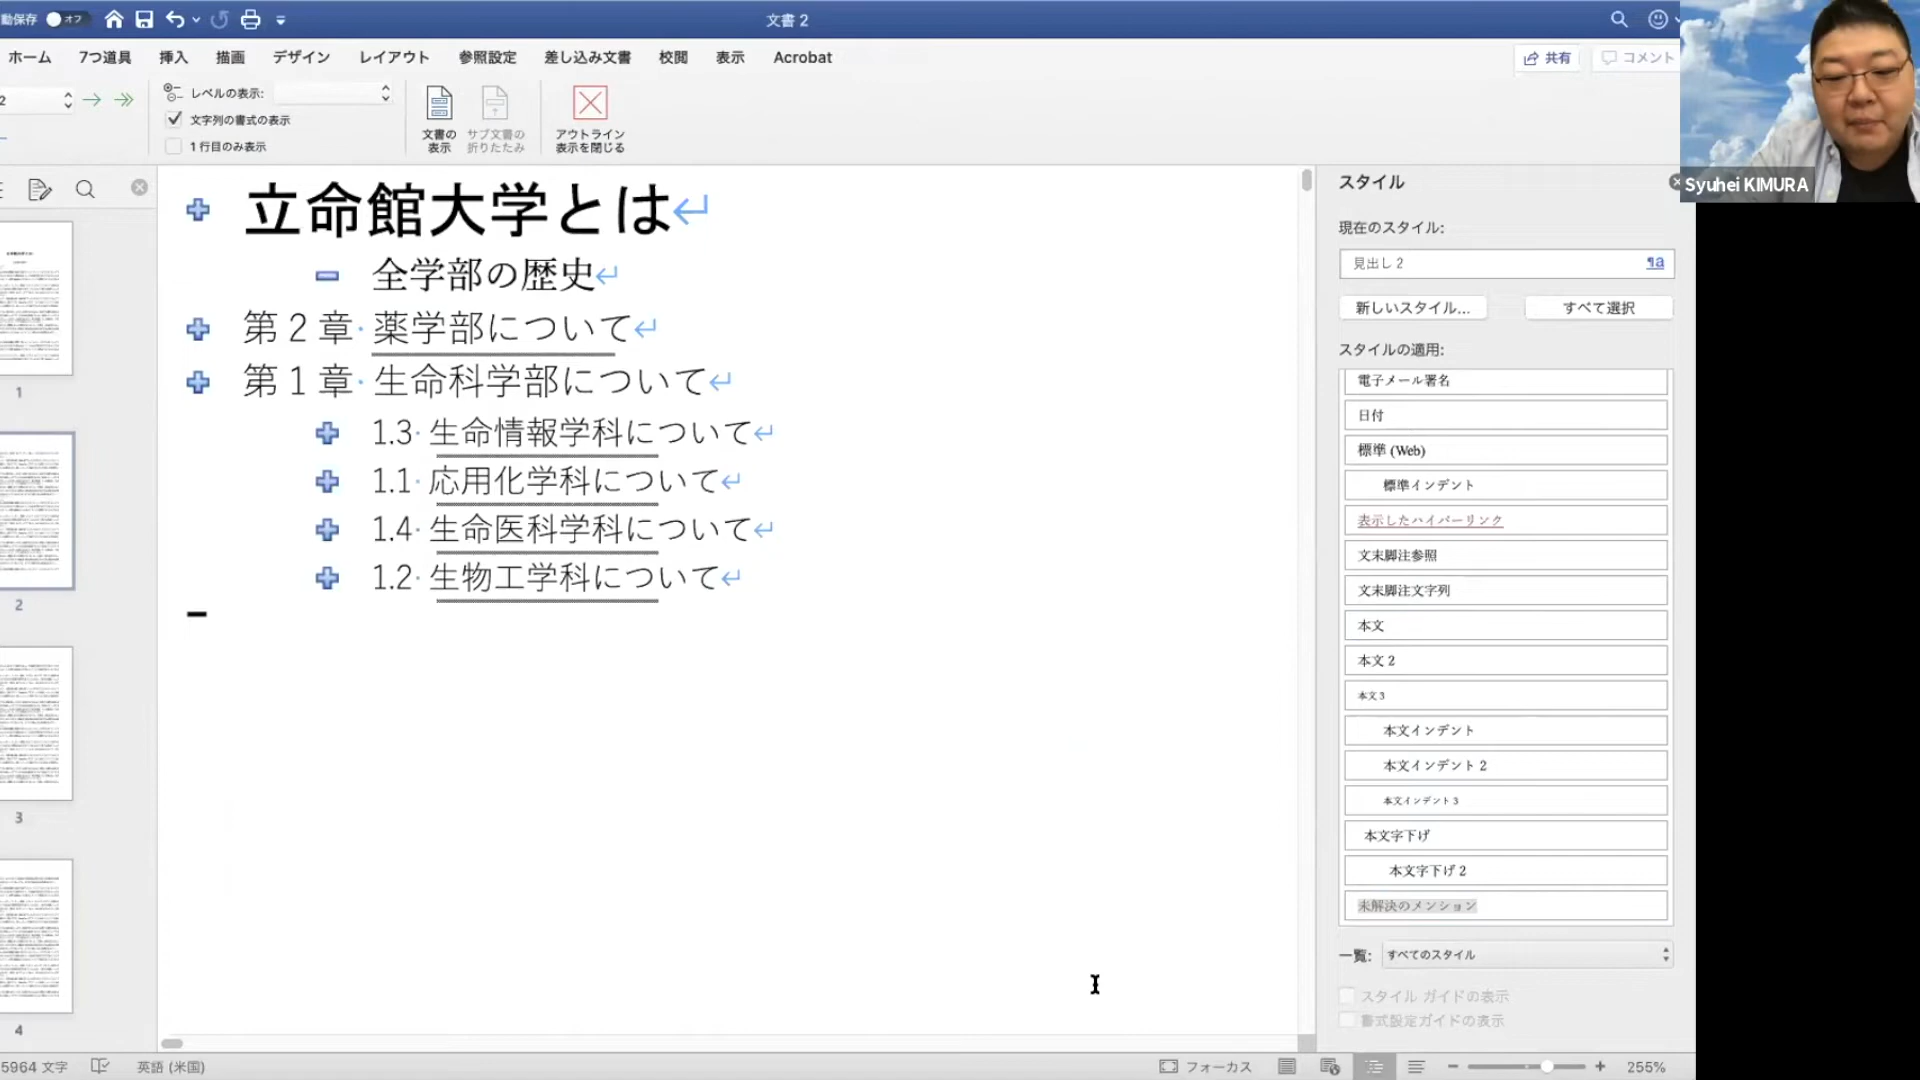 動保存 オフ
文書 2
ホーム 7つ道具 挿入 描画 デザイン レイアウト 参照設定 差し込み文書 校閲 表示 Acrobat
共有 コメント
2
レベルの表示:
文字列の書式の表示
1 行目のみ表示
文書の
表示
サブ文書の
折りたたみ
アウトライン
表示を閉じる
立命館大学とは
全学部の歴史
第 2 章 薬学部について
第 1 章 生命科学部について
1.3 生命情報学科について
1.1 応用化学科について
1.4 生命医科学科について
1.2 生物工学科について
1
2
3
4
スタイル
現在のスタイル:
見出し 2
¶a
新しいスタイル... すべて選択
スタイルの適用:
電子メール署名
日付
標準 (Web)
標準インデント
表示したハイパーリンク
文末脚注参照
文末脚注文字列
本文
本文 2
本文 3
本文インデント
本文インデント 2
本文インデント 3
本文字下げ
本文字下げ 2
未解決のメンション
一覧: すべてのスタイル
スタイル ガイドの表示
書式設定ガイドの表示
5964 文字 英語 (米国) フォーカス 255%
Syuhei KIMURA